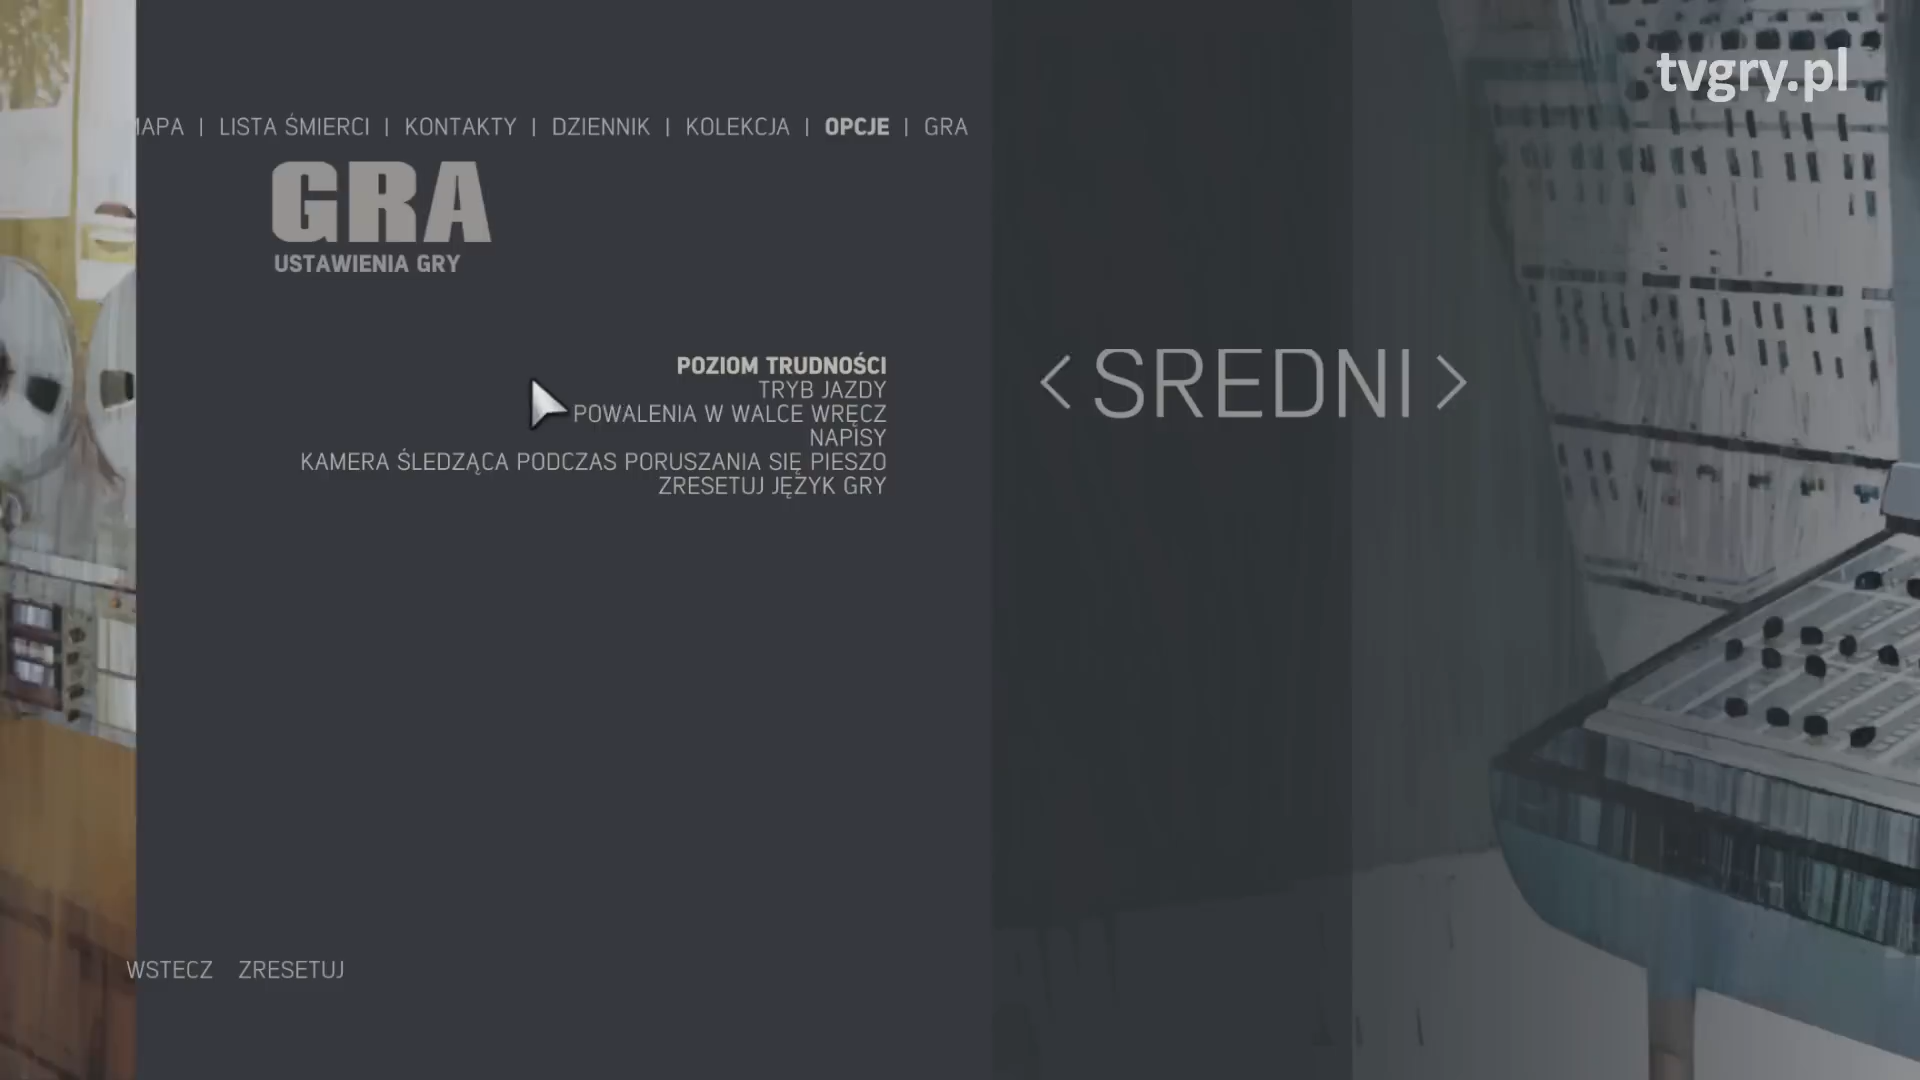 tvgry.pl
MAPA | LISTA ŚMIERCI | KONTAKTY | DZIENNIK | KOLEKCJA | OPCJE | GRA
GRA
USTAWIENIA GRY
POZIOM TRUDNOŚCI
< SREDNI >
TRYB JAZDY
POWALENIA W WALCE WRĘCZ
NAPISY
KAMERA ŚLEDZĄCA PODCZAS PORUSZANIA SIĘ PIESZO
ZRESETUJ JĘZYK GRY
WSTECZ ZRESETUJ